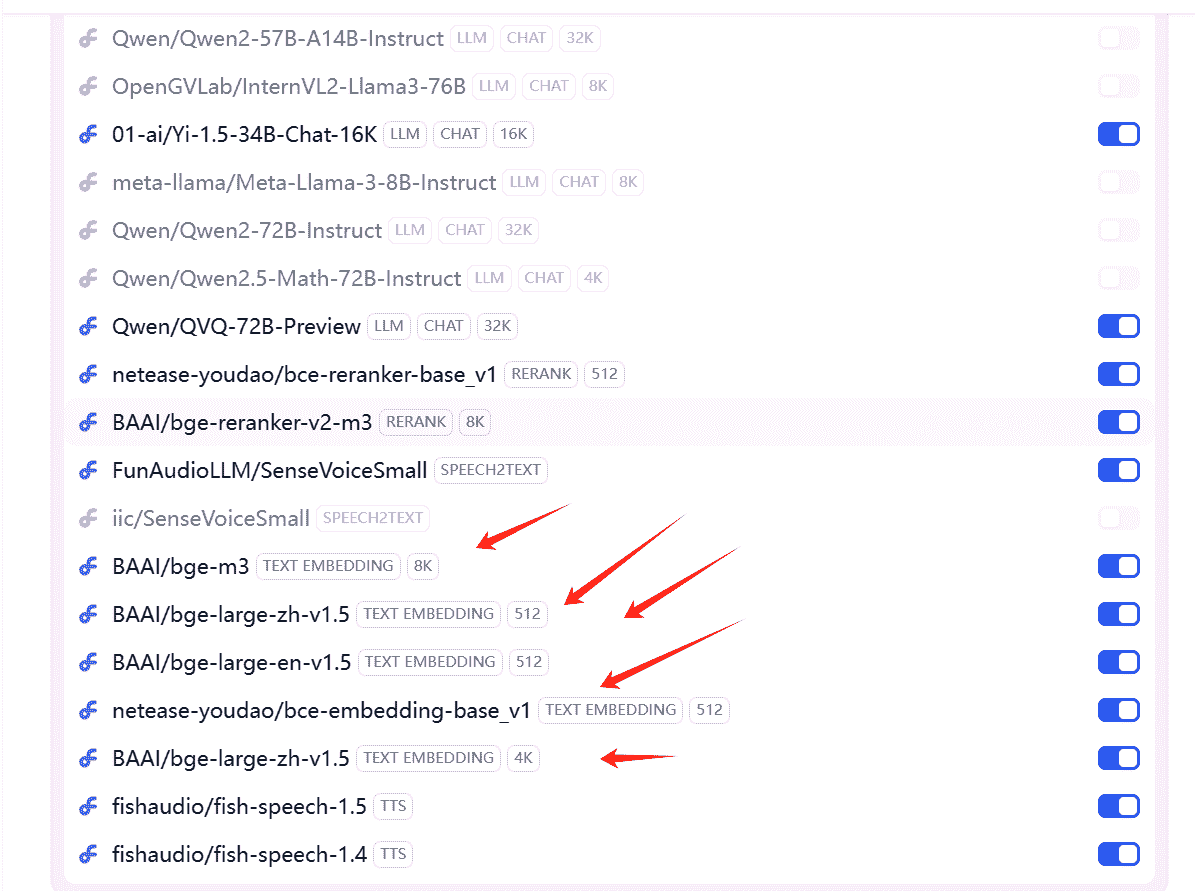 Qwen/Qwen2-57B-A14B-Instruct LLM CHAT 32K
OpenGVLab/InternVL2-Llama3-76B LLM CHAT 8K
01-ai/Yi-1.5-34B-Chat-16K LLM CHAT 16K
meta-llama/Meta-Llama-3-8B-Instruct LLM CHAT 8K
Qwen/Qwen2-72B-Instruct LLM CHAT 32K
Qwen/Qwen2.5-Math-72B-Instruct LLM CHAT 4K
Qwen/QVQ-72B-Preview LLM CHAT 32K
netease-youdao/bce-reranker-base_v1 RERANK 512
BAAI/bge-reranker-v2-m3 RERANK 8K
FunAudioLLM/SenseVoiceSmall SPEECH2TEXT
iic/SenseVoiceSmall SPEECH2TEXT
BAAI/bge-m3 TEXT EMBEDDING 8K
BAAI/bge-large-zh-v1.5 TEXT EMBEDDING 512
BAAI/bge-large-en-v1.5 TEXT EMBEDDING 512
netease-youdao/bce-embedding-base_v1 TEXT EMBEDDING 512
BAAI/bge-large-zh-v1.5 TEXT EMBEDDING 4K
fishaudio/fish-speech-1.5 TTS
fishaudio/fish-speech-1.4 TTS